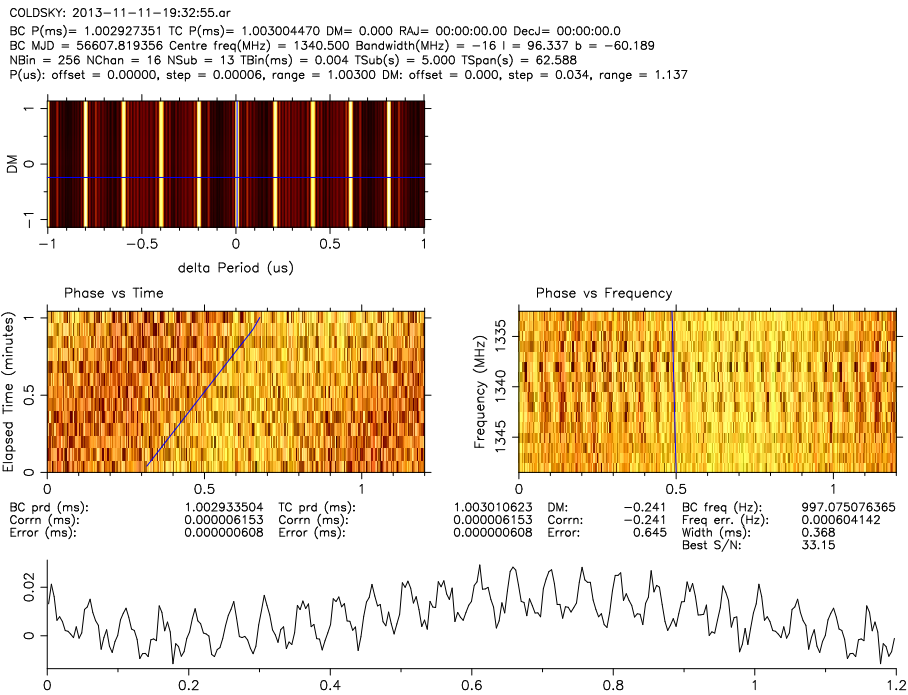 COLDSKY: 2013-11-11-19:32:55.ar
BC P(ms)= 1.002927351 TC P(ms)= 1.003004470 DM= 0.000 RAJ= 00:00:00.00 DecJ= 00:00:00.0
BC MJD = 56607.819356 Centre freq(MHz) = 1340.500 Bandwidth(MHz) = -16 l = 96.337 b = -60.189
NBin = 256 NChan = 16 NSub = 13 TBin(ms) = 0.004 TSub(s) = 5.000 TSpan(s) = 62.588
P(us): offset = 0.00000, step = 0.00006, range = 1.00300 DM: offset = 0.000, step = 0.034, range = 1.137
DM
1
0
-1
-1 -0.5 0 0.5 1
delta Period (us)
Phase vs Time
Elapsed Time (minutes)
1
0.5
0
0 0.5 1
Phase vs Frequency
Frequency (MHz)
1335
1340
1345
0 0.5 1
BC prd (ms): 1.002933504 TC prd (ms): 1.003010623 DM: -0.241 BC freq (Hz): 997.075076365
Corrn (ms): 0.000006153 Corrn (ms): 0.000006153 Corrn: -0.241 Freq err. (Hz): 0.000604142
Error (ms): 0.000000608 Error (ms): 0.000000608 Error: 0.645 Width (ms): 0.368
Best S/N: 33.15
0.02
0
0 0.2 0.4 0.6 0.8 1 1.2